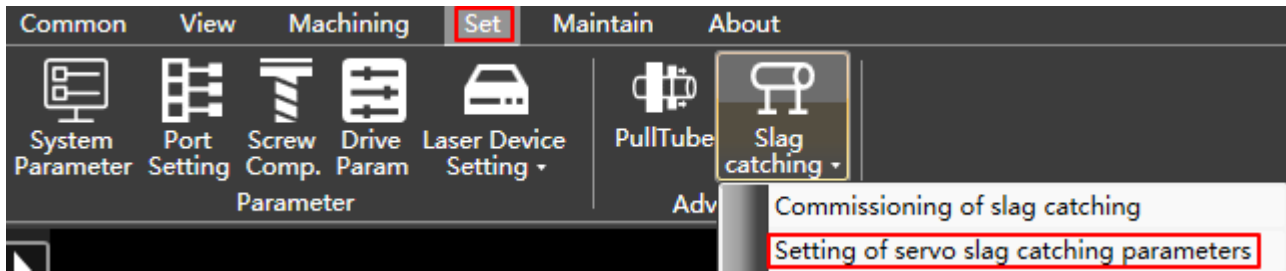 Common View Machining Set Maintain About
System Parameter
Port Setting
Screw Comp.
Drive Param
Laser Device Setting
PullTube
Slag catching
Parameter
Adv
Commissioning of slag catching
Setting of servo slag catching parameters